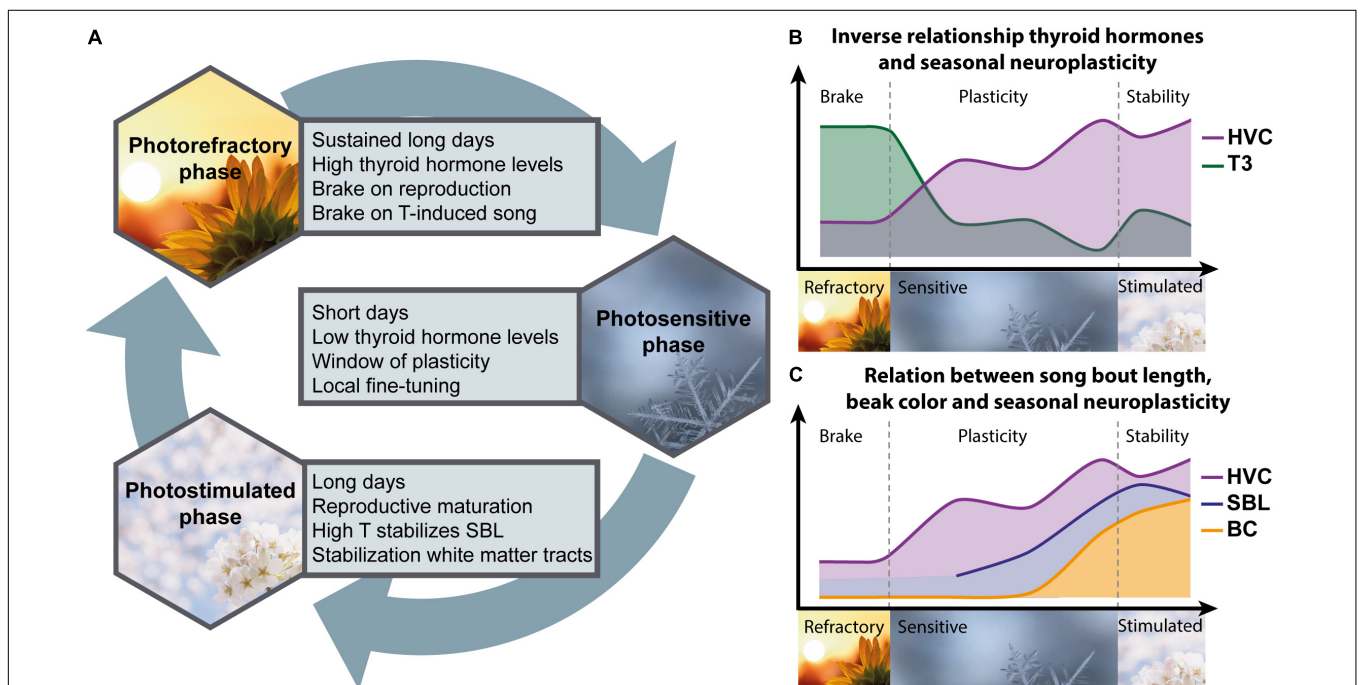 A
Photorefractory
phase
Sustained long days
High thyroid hormone levels
Brake on reproduction
Brake on T-induced song
Photosensitive
phase
Short days
Low thyroid hormone levels
Window of plasticity
Local fine-tuning
Photostimulated
phase
Long days
Reproductive maturation
High T stabilizes SBL
Stabilization white matter tracts
B
Inverse relationship thyroid hormones
and seasonal neuroplasticity
Brake Plasticity Stability
HVC
T3
Refractory Sensitive Stimulated
C
Relation between song bout length,
beak color and seasonal neuroplasticity
Brake Plasticity Stability
HVC
SBL
BC
Refractory Sensitive Stimulated